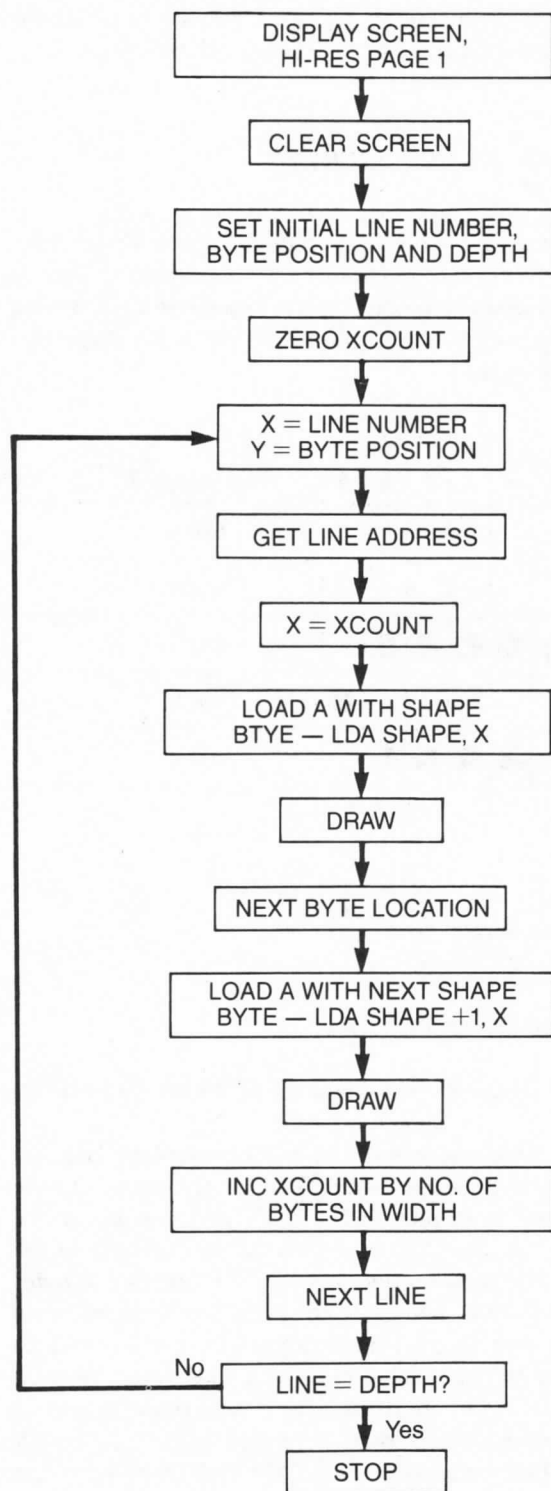 DISPLAY SCREEN,
HI-RES PAGE 1
CLEAR SCREEN
SET INITIAL LINE NUMBER,
BYTE POSITION AND DEPTH
ZERO XCOUNT
X = LINE NUMBER
Y = BYTE POSITION
GET LINE ADDRESS
X = XCOUNT
LOAD A WITH SHAPE
BTYE — LDA SHAPE, X
DRAW
NEXT BYTE LOCATION
LOAD A WITH NEXT SHAPE
BYTE — LDA SHAPE +1, X
DRAW
INC XCOUNT BY NO. OF
BYTES IN WIDTH
NEXT LINE
No
LINE = DEPTH?
Yes
STOP